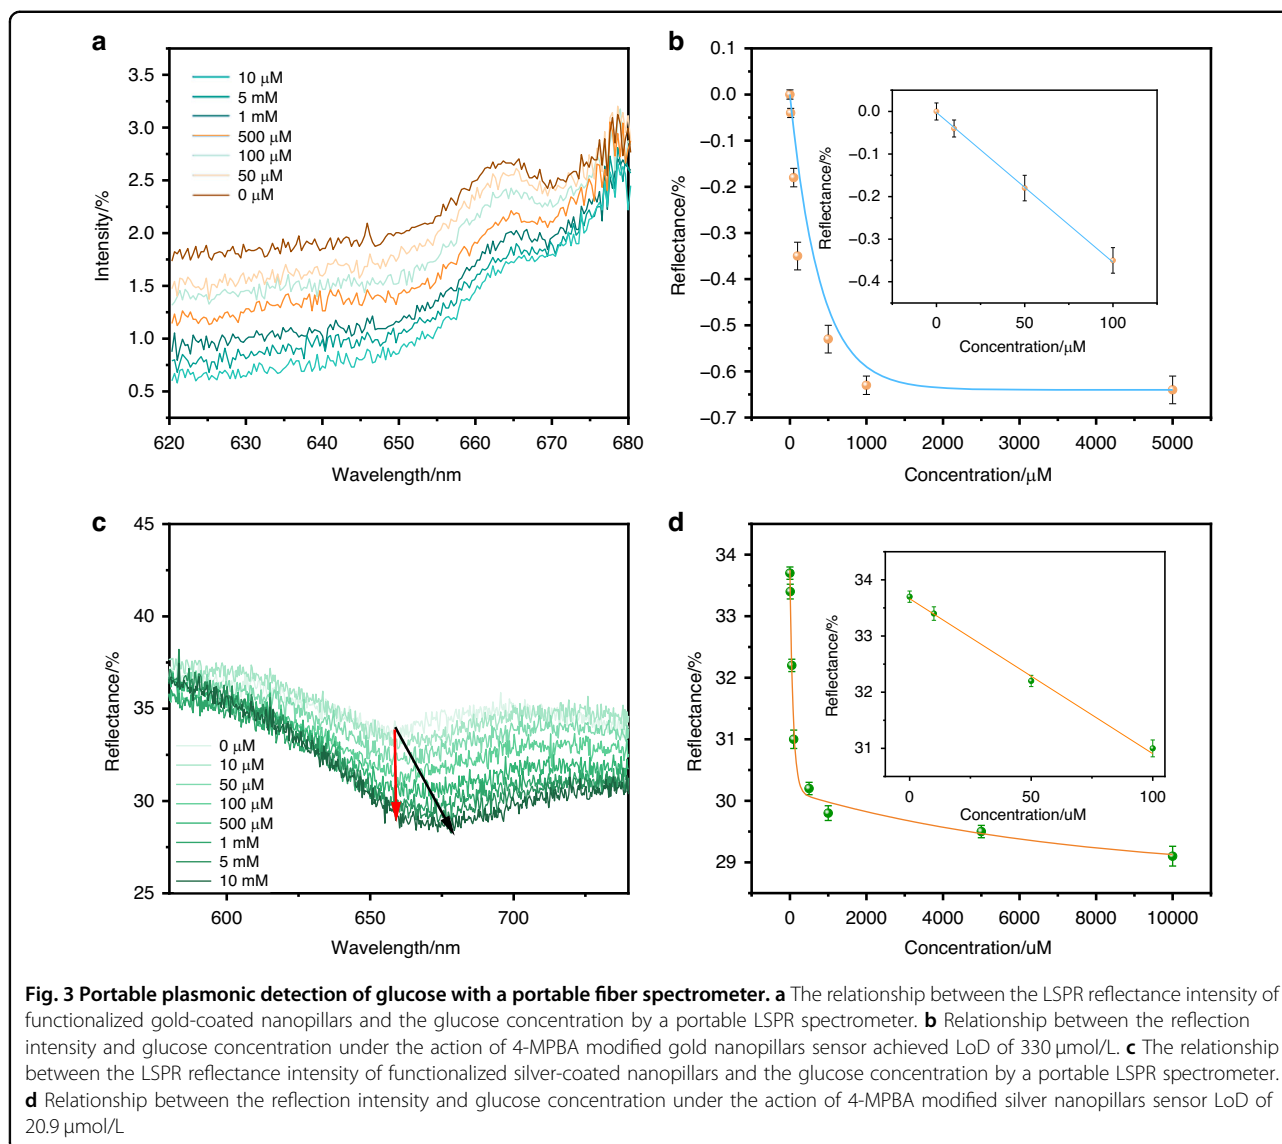 a
3.5
3.0
2.5
2.0
1.5
1.0
0.5
Intensity/%
10 μM
5 mM
1 mM
500 μM
100 μM
50 μM
0 μM
620 630 640 650 660 670 680
Wavelength/nm
b
0.1
0.0
−0.1
−0.2
−0.3
−0.4
−0.5
−0.6
−0.7
Reflectance/%
0 1000 2000 3000 4000 5000
Concentration/μM
0.0
−0.1
−0.2
−0.3
−0.4
Reflectance/%
0 50 100
Concentration/μM
c
45
40
35
30
25
Reflectance/%
0 μM
10 μM
50 μM
100 μM
500 μM
1 mM
5 mM
10 mM
600 650 700
Wavelength/nm
d
34
33
32
31
30
29
Reflectance/%
0 2000 4000 6000 8000 10000
Concentration/uM
34
33
32
31
Reflectance/%
0 50 100
Concentration/uM
Fig. 3 Portable plasmonic detection of glucose with a portable fiber spectrometer. a The relationship between the LSPR reflectance intensity of
functionalized gold-coated nanopillars and the glucose concentration by a portable LSPR spectrometer. b Relationship between the reflection
intensity and glucose concentration under the action of 4-MPBA modified gold nanopillars sensor achieved LoD of 330 μmol/L. c The relationship
between the LSPR reflectance intensity of functionalized silver-coated nanopillars and the glucose concentration by a portable LSPR spectrometer.
d Relationship between the reflection intensity and glucose concentration under the action of 4-MPBA modified silver nanopillars sensor LoD of
20.9 μmol/L